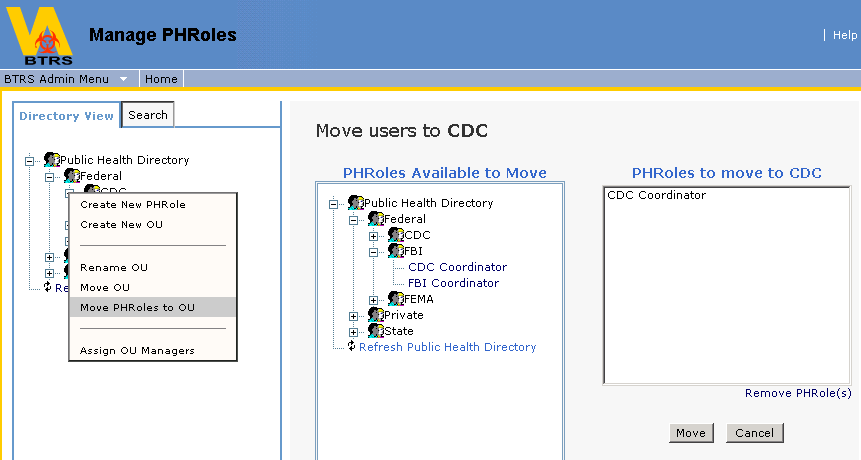 VA
BTRS
Manage PHRoles
| Help
BTRS Admin Menu
Home
Directory View
Search
Public Health Directory
Federal
CDC
Re
Create New PHRole
Create New OU
Rename OU
Move OU
Move PHRoles to OU
Assign OU Managers
Move users to CDC
PHRoles Available to Move
Public Health Directory
Federal
CDC
FBI
CDC Coordinator
FBI Coordinator
FEMA
Private
State
Refresh Public Health Directory
PHRoles to move to CDC
CDC Coordinator
Remove PHRole(s)
Move
Cancel